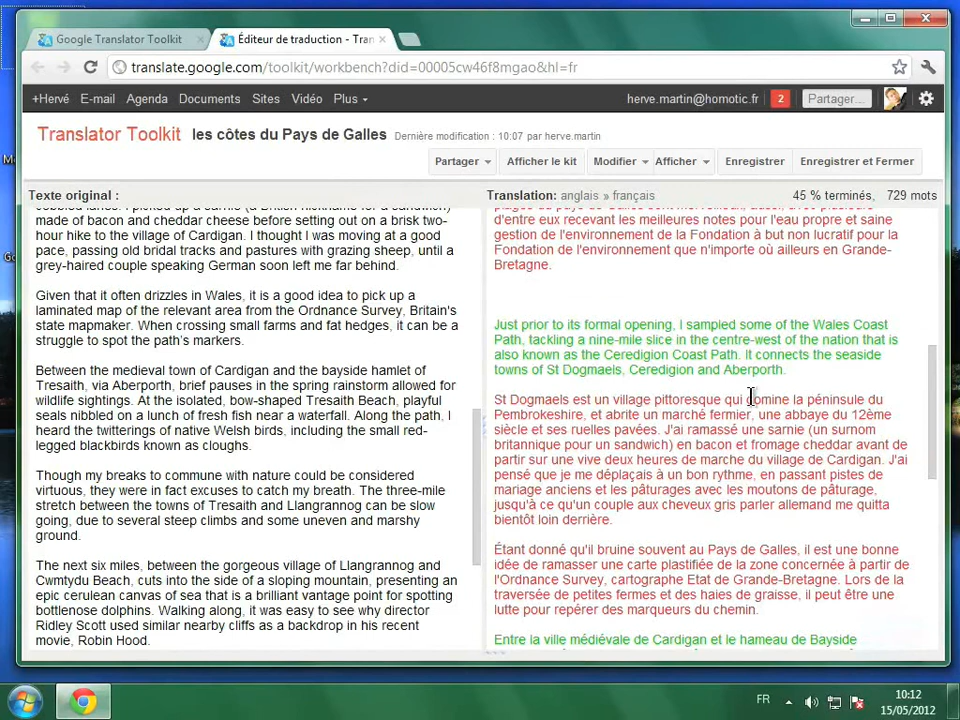 Google Translator Toolkit
Éditeur de traduction - Tran
translate.google.com/toolkit/workbench?did=00005cw46f8mgao&hl=fr
+Hervé E-mail Agenda Documents Sites Vidéo Plus
herve.martin@homotic.fr 2 Partager...
Translator Toolkit les côtes du Pays de Galles Dernière modification : 10:07 par herve.martin
Partager Afficher le kit Modifier Afficher Enregistrer Enregistrer et Fermer
Texte original :
made of bacon and cheddar cheese before setting out on a brisk two-
hour hike to the village of Cardigan. I thought I was moving at a good
pace, passing old bridal tracks and pastures with grazing sheep, until a
grey-haired couple speaking German soon left me far behind.
Given that it often drizzles in Wales, it is a good idea to pick up a
laminated map of the relevant area from the Ordnance Survey, Britain's
state mapmaker. When crossing small farms and fat hedges, it can be a
struggle to spot the path's markers.
Between the medieval town of Cardigan and the bayside hamlet of
Tresaith, via Aberporth, brief pauses in the spring rainstorm allowed for
wildlife sightings. At the isolated, bow-shaped Tresaith Beach, playful
seals nibbled on a lunch of fresh fish near a waterfall. Along the path, I
heard the twitterings of native Welsh birds, including the small red-
legged blackbirds known as cloughs.
Though my breaks to commune with nature could be considered
virtuous, they were in fact excuses to catch my breath. The three-mile
stretch between the towns of Tresaith and Llangrannog can be slow
going, due to several steep climbs and some uneven and marshy
ground.
The next six miles, between the gorgeous village of Llangrannog and
Cwmtydu Beach, cuts into the side of a sloping mountain, presenting an
epic cerulean canvas of sea that is a brilliant vantage point for spotting
bottlenose dolphins. Walking along, it was easy to see why director
Ridley Scott used similar nearby cliffs as a backdrop in his recent
movie, Robin Hood.
Translation: anglais » français 45 % terminés, 729 mots
d'entre eux recevant les meilleures notes pour l'eau propre et saine
gestion de l'environnement de la Fondation à but non lucratif pour la
Fondation de l'environnement que n'importe où ailleurs en Grande-
Bretagne.
Just prior to its formal opening, I sampled some of the Wales Coast
Path, tackling a nine-mile slice in the centre-west of the nation that is
also known as the Ceredigion Coast Path. It connects the seaside
towns of St Dogmaels, Ceredigion and Aberporth.
St Dogmaels est un village pittoresque qui domine la péninsule du
Pembrokeshire, et abrite un marché fermier, une abbaye du 12ème
siècle et ses ruelles pavées. J'ai ramassé une sarnie (un surnom
britannique pour un sandwich) en bacon et fromage cheddar avant de
partir sur une vive deux heures de marche du village de Cardigan. J'ai
pensé que je me déplaçais à un bon rythme, en passant pistes de
mariage anciens et les pâturages avec les moutons de pâturage,
jusqu'à ce qu'un couple aux cheveux gris parler allemand me quitta
bientôt loin derrière.
Étant donné qu'il bruine souvent au Pays de Galles, il est une bonne
idée de ramasser une carte plastifiée de la zone concernée à partir de
l'Ordnance Survey, cartographe Etat de Grande-Bretagne. Lors de la
traversée de petites fermes et des haies de graisse, il peut être une
lutte pour repérer des marqueurs du chemin.
Entre la ville médiévale de Cardigan et le hameau de Bayside
FR
10:12
15/05/2012